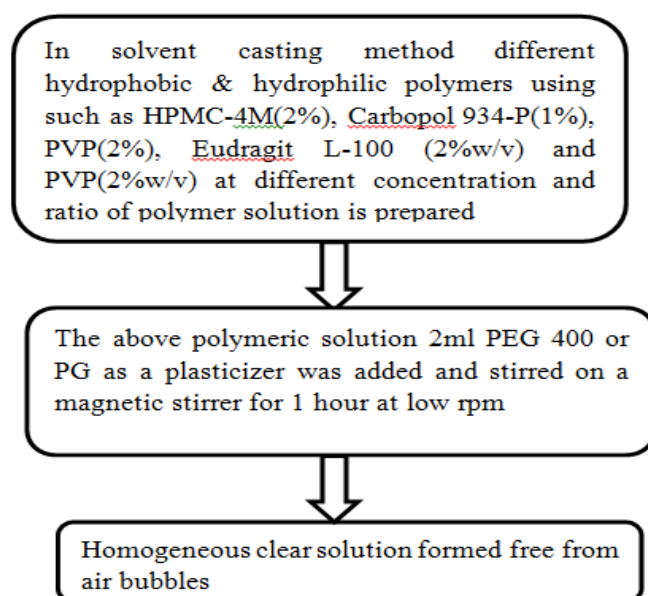 In solvent casting method different
hydrophobic & hydrophilic polymers using
such as HPMC-4M(2%), Carbopol 934-P(1%),
PVP(2%), Eudragit L-100 (2%w/v) and
PVP(2%w/v) at different concentration and
ratio of polymer solution is prepared
The above polymeric solution 2ml PEG 400 or
PG as a plasticizer was added and stirred on a
magnetic stirrer for 1 hour at low rpm
Homogeneous clear solution formed free from
air bubbles